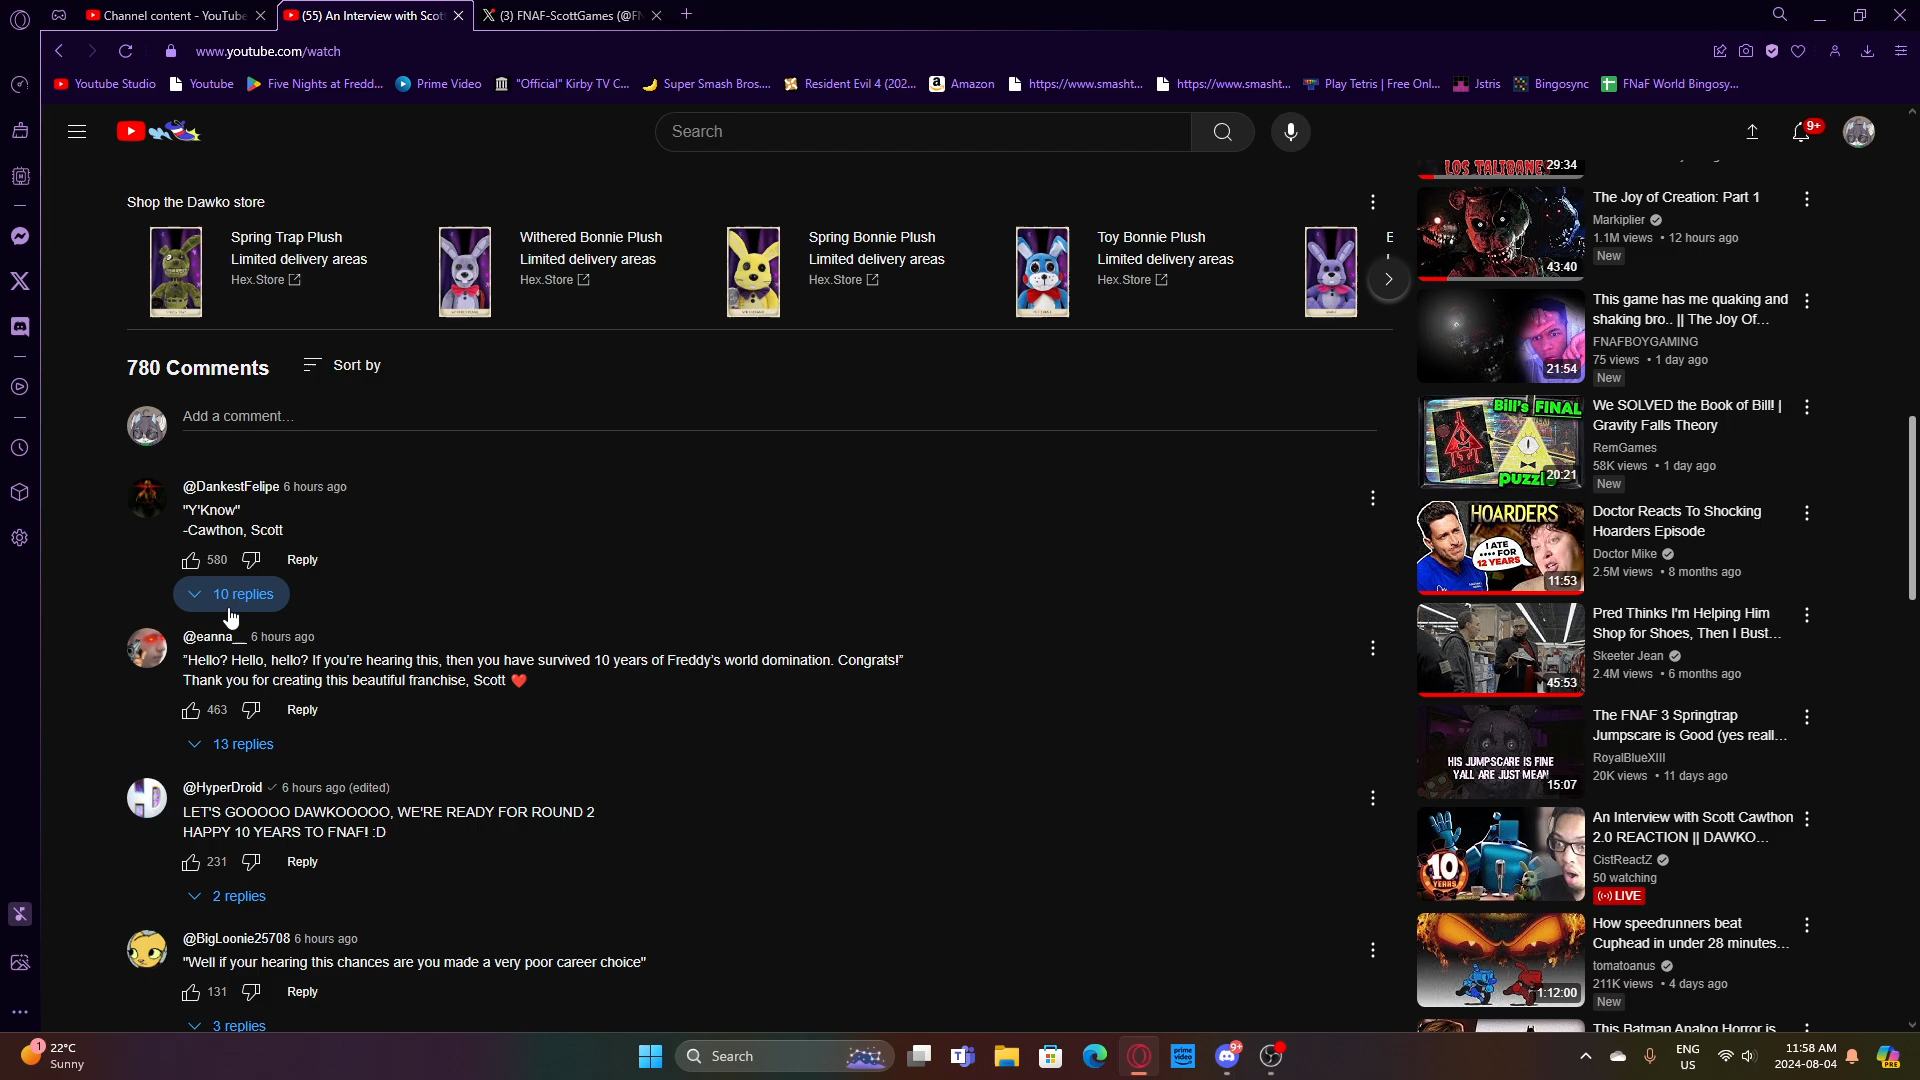 Channel content - YouTube
(55) An Interview with Scott
(3) FNAF-ScottGames (@FN
www.youtube.com/watch
Youtube Studio
Youtube
Five Nights at Fredd...
Prime Video
"Official" Kirby TV C...
Super Smash Bros....
Resident Evil 4 (202...
Amazon
https://www.smasht...
https://www.smasht...
Play Tetris | Free Onl...
Jstris
Bingosync
FNaF World Bingosy...
Search
9+
Shop the Dawko store
Spring Trap Plush
Limited delivery areas
Hex.Store
Withered Bonnie Plush
Limited delivery areas
Hex.Store
Spring Bonnie Plush
Limited delivery areas
Hex.Store
Toy Bonnie Plush
Limited delivery areas
Hex.Store
780 Comments
Sort by
Add a comment...
@DankestFelipe 6 hours ago
"Y'Know"
-Cawthon, Scott
580
Reply
10 replies
@eanna__ 6 hours ago
"Hello? Hello, hello? If you're hearing this, then you have survived 10 years of Freddy's world domination. Congrats!"
Thank you for creating this beautiful franchise, Scott ❤️
463
Reply
13 replies
@HyperDroid ✓ 6 hours ago (edited)
LET'S GOOOOO DAWKOOOOO, WE'RE READY FOR ROUND 2
HAPPY 10 YEARS TO FNAF! :D
231
Reply
2 replies
@BigLoonie25708 6 hours ago
"Well if your hearing this chances are you made a very poor career choice"
131
Reply
3 replies
LOS TALIBANES
29:34
43:40
The Joy of Creation: Part 1
Markiplier
1.1M views • 12 hours ago
New
21:54
This game has me quaking and
shaking bro.. || The Joy Of...
FNAFBOYGAMING
75 views • 1 day ago
New
Bill's FINAL
puzzle
20:21
We SOLVED the Book of Bill! |
Gravity Falls Theory
RemGames
58K views • 1 day ago
New
HOARDERS
I ATE
**** FOR
12 YEARS
11:53
Doctor Reacts To Shocking
Hoarders Episode
Doctor Mike
2.5M views • 8 months ago
45:53
Pred Thinks I'm Helping Him
Shop for Shoes, Then I Bust...
Skeeter Jean
2.4M views • 6 months ago
HIS JUMPSCARE IS FINE
YALL ARE JUST MEAN
15:07
The FNAF 3 Springtrap
Jumpscare is Good (yes reall...
RoyalBlueXIII
20K views • 11 days ago
10
YEARS
An Interview with Scott Cawthon
2.0 REACTION || DAWKO...
CistReactZ
50 watching
LIVE
1:12:00
How speedrunners beat
Cuphead in under 28 minutes...
tomatoanus
211K views • 4 days ago
New
This Batman Analog Horror is
1
22°C
Sunny
Search
9+
ENG
US
11:58 AM
2024-08-04
PRE